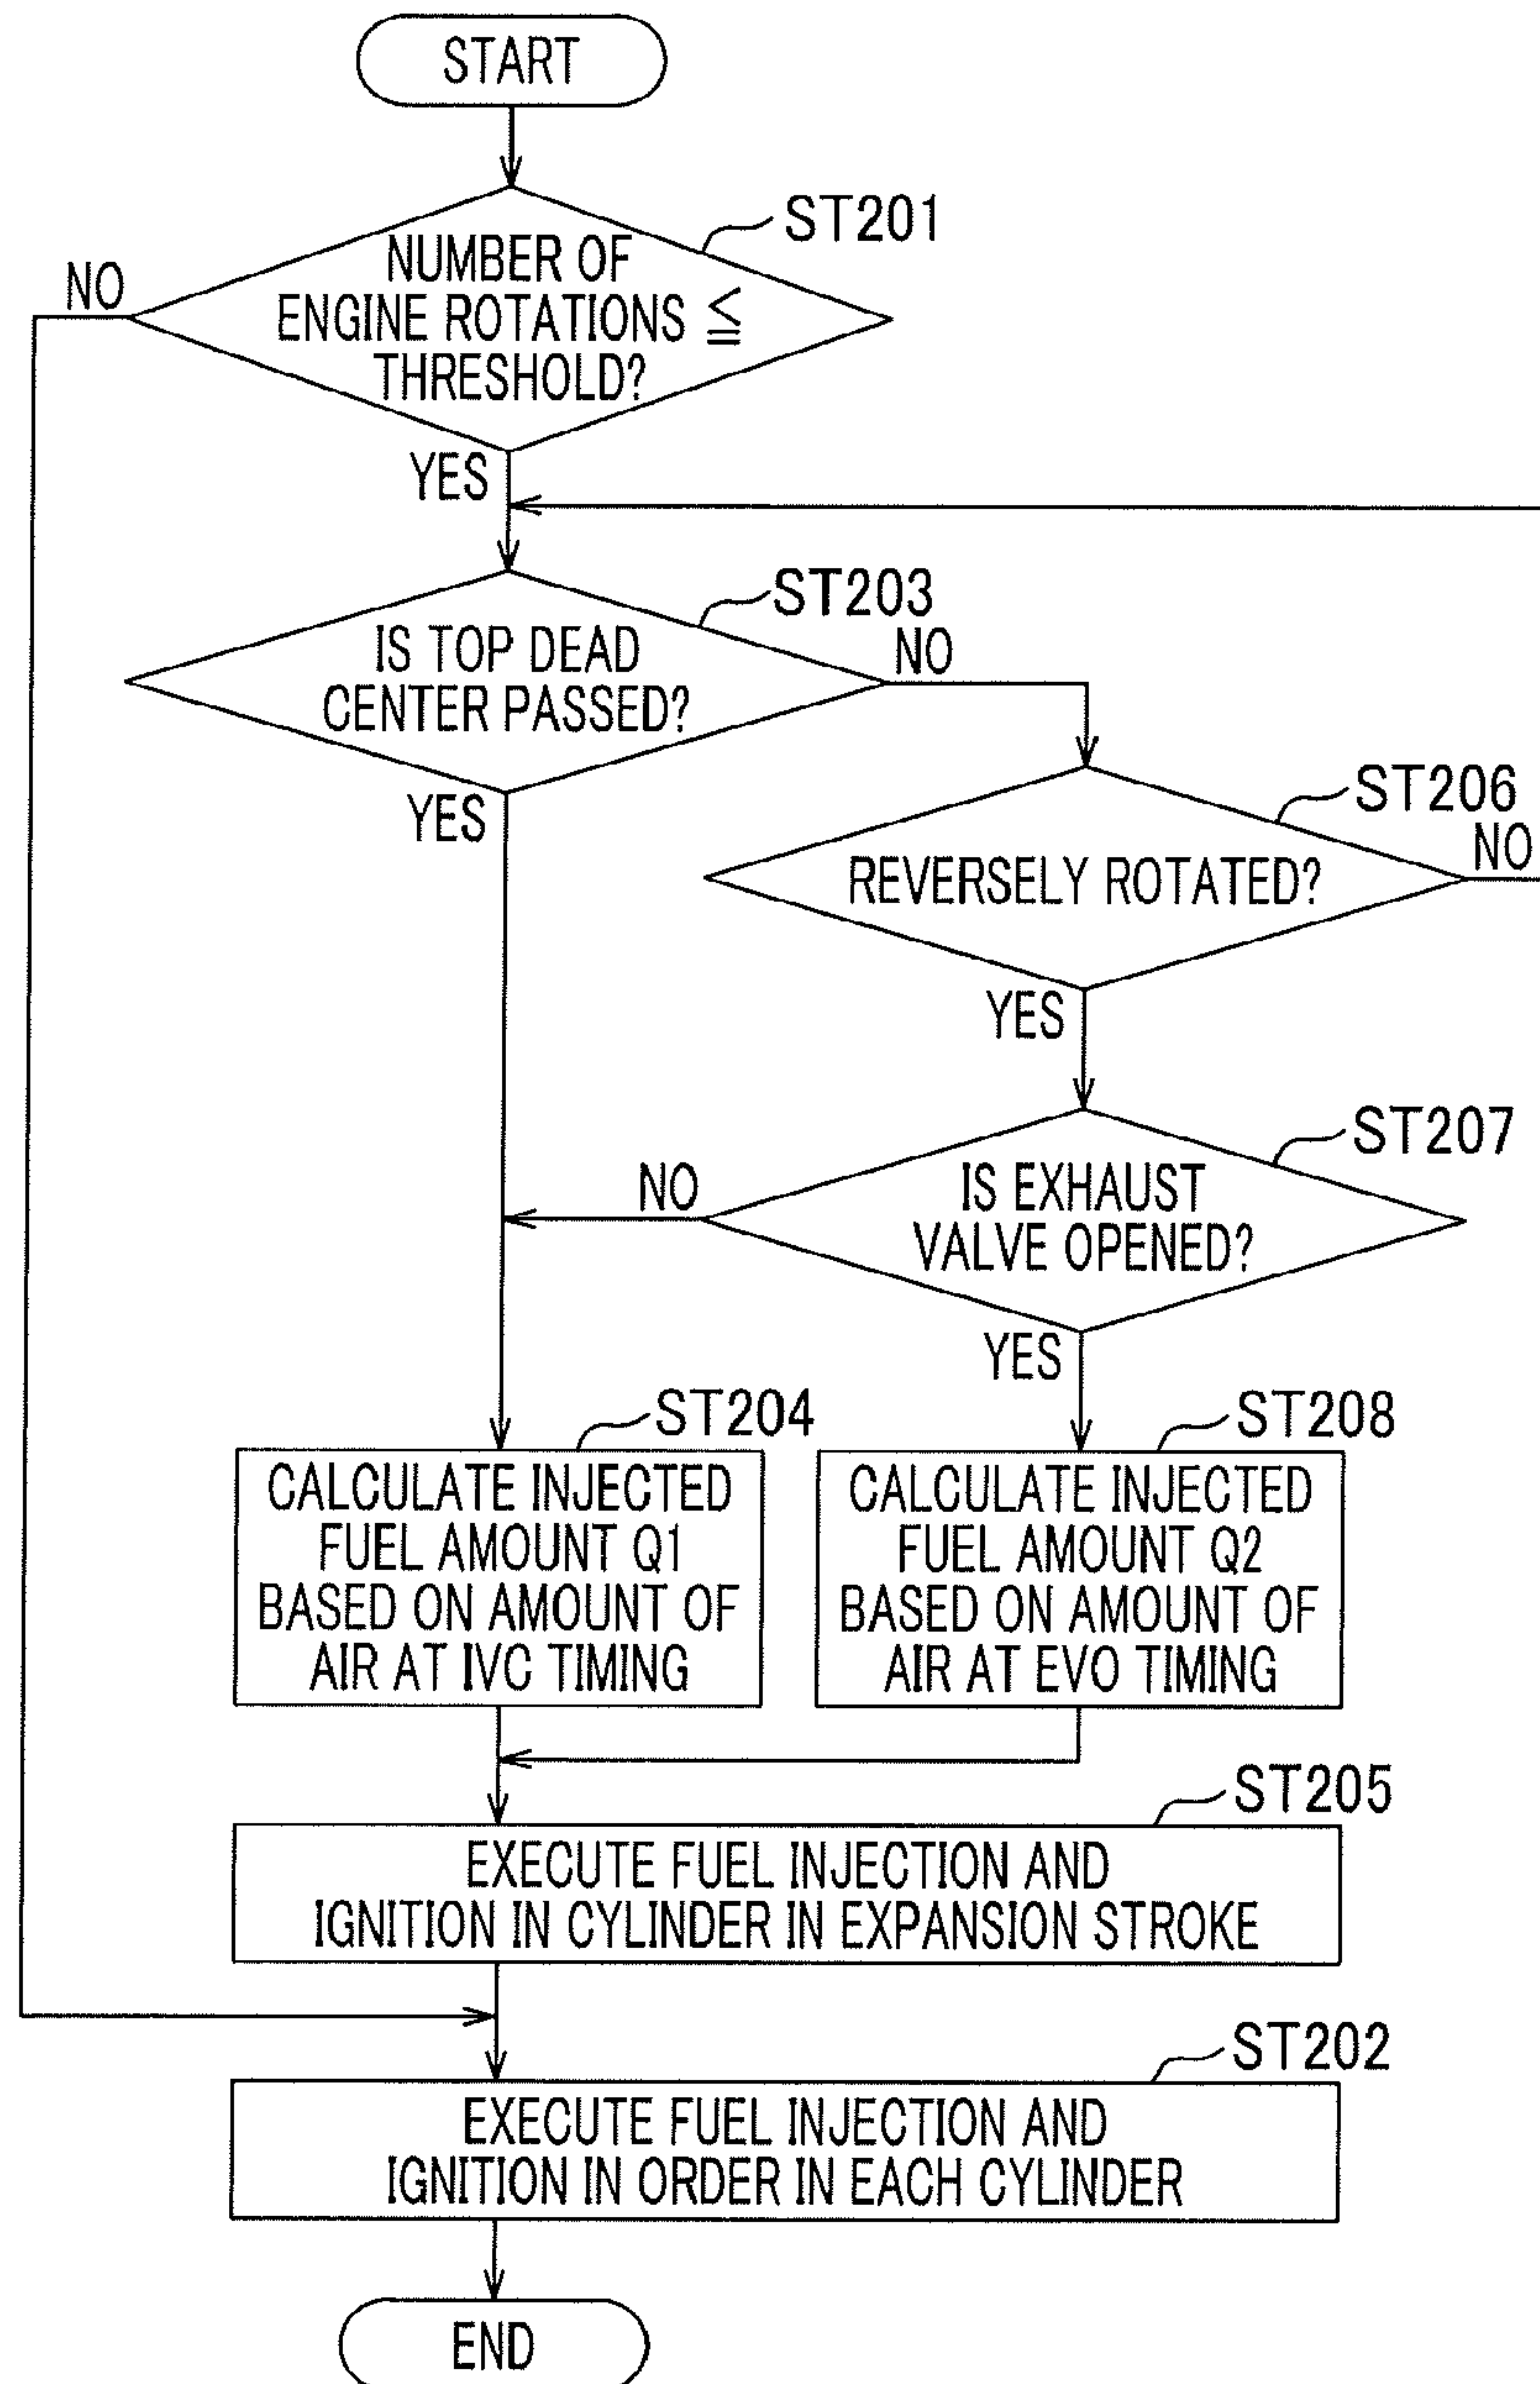 START
ST201
NUMBER OF
ENGINE ROTATIONS ≦
THRESHOLD?
NO
YES
ST203
IS TOP DEAD
CENTER PASSED?
NO
YES
ST206
REVERSELY ROTATED?
NO
YES
ST207
IS EXHAUST
VALVE OPENED?
NO
YES
ST204
CALCULATE INJECTED
FUEL AMOUNT Q1
BASED ON AMOUNT OF
AIR AT IVC TIMING
ST208
CALCULATE INJECTED
FUEL AMOUNT Q2
BASED ON AMOUNT OF
AIR AT EVO TIMING
ST205
EXECUTE FUEL INJECTION AND
IGNITION IN CYLINDER IN EXPANSION STROKE
ST202
EXECUTE FUEL INJECTION AND
IGNITION IN ORDER IN EACH CYLINDER
END